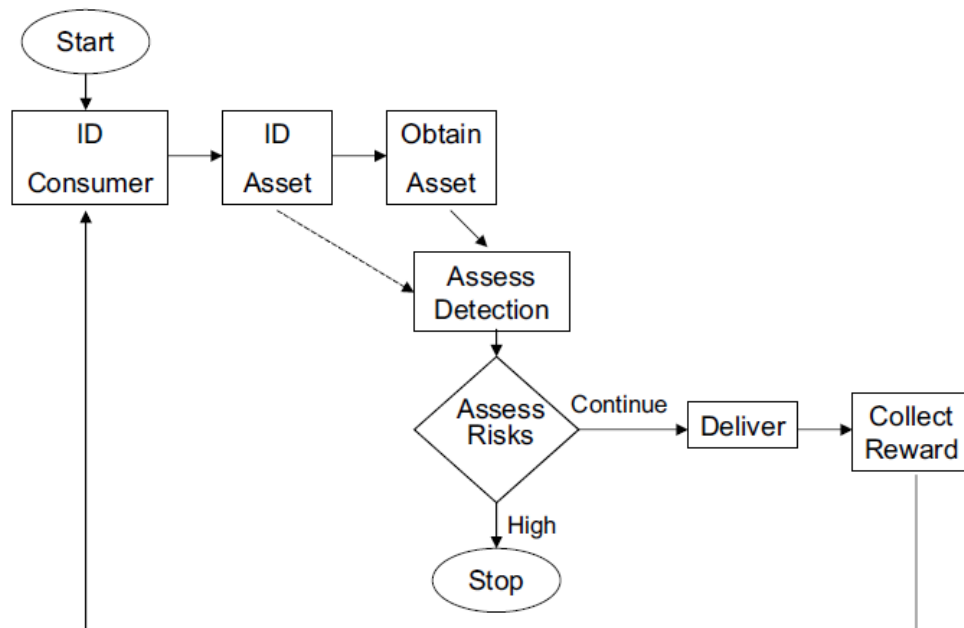 Start
ID
Consumer
ID
Asset
Obtain
Asset
Assess
Detection
Assess
Risks
Continue
Deliver
Collect
Reward
High
Stop